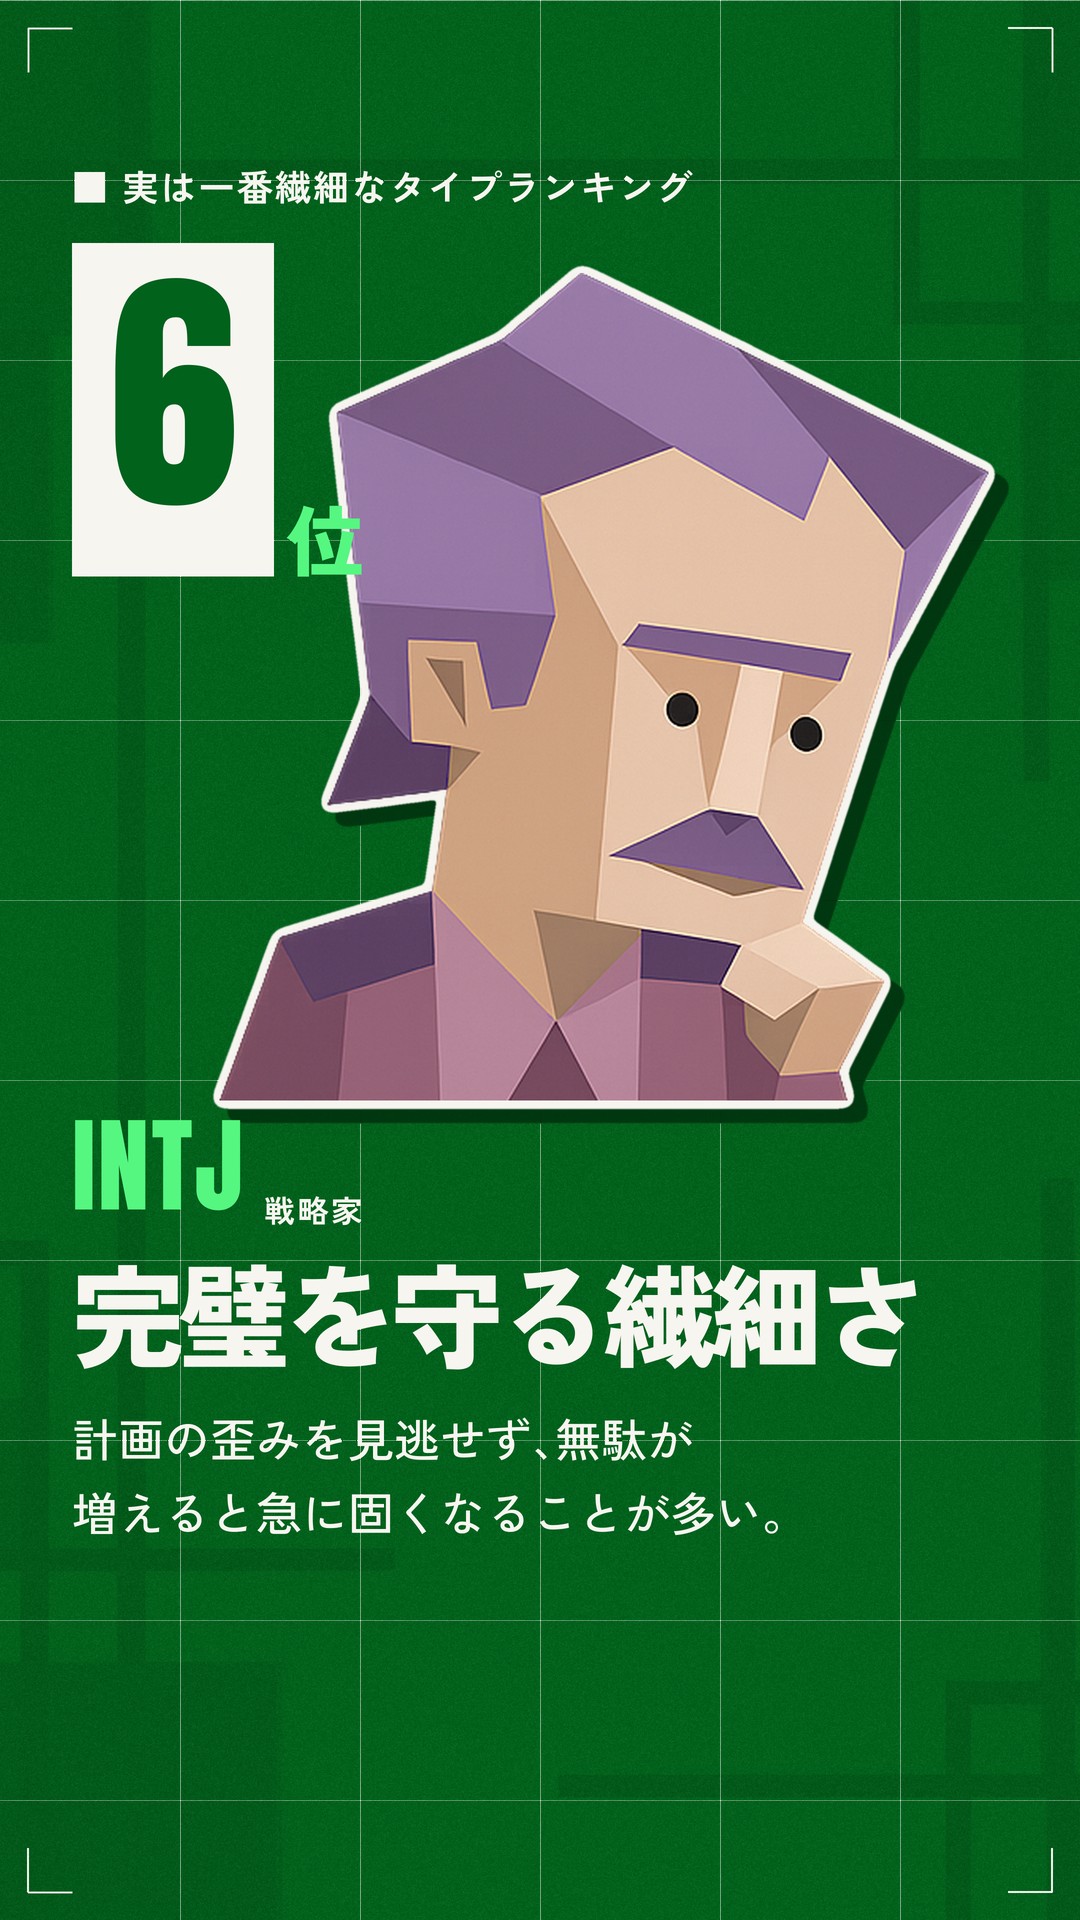 ■ 実は一番繊細なタイプランキング
6位
INTJ 戦略家
完璧を守る繊細さ
計画の歪みを見逃せず、無駄が
増えると急に固くなることが多い。